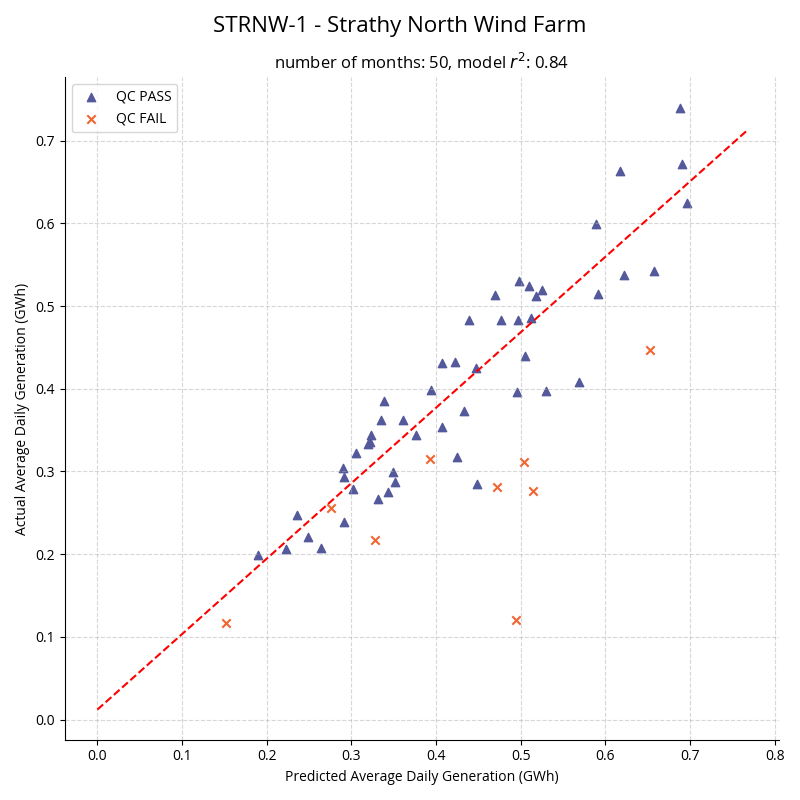 STRNW-1 - Strathy North Wind Farm
number of months: 50, model r²: 0.84
QC PASS
QC FAIL
Actual Average Daily Generation (GWh)
0.7
0.6
0.5
0.4
0.3
0.2
0.1
0.0
0.0 0.1 0.2 0.3 0.4 0.5 0.6 0.7 0.8
Predicted Average Daily Generation (GWh)